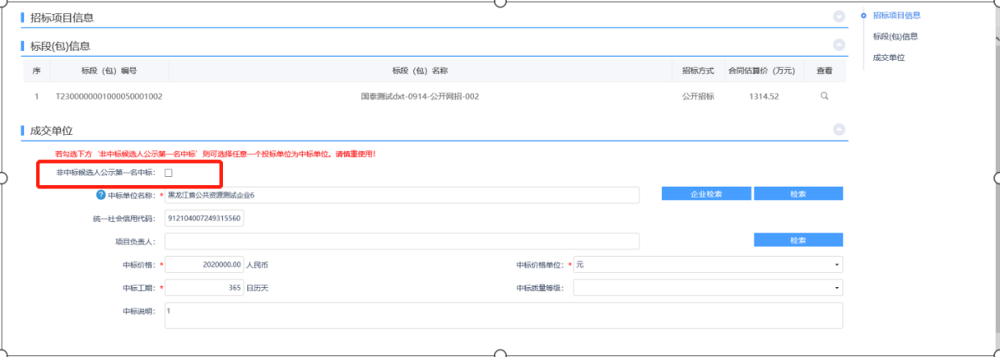 招标项目信息
招标项目信息
标段(包)信息
成交单位
标段(包)信息
序 标段（包）编号 标段（包）名称 招标方式 合同估算价（万元） 查看
1 T2300000001000050001002 国泰测试dxt-0914-公开网招-002 公开招标 1314.52
成交单位
若勾选下方‘非中标候选人公示第一名中标’则可选择任意一个投标单位为中标单位。请慎重使用！
非中标候选人公示第一名中标：
? 中标单位名称：* 黑龙江省公共资源测试企业6 企业检索 检索
统一社会信用代码： 912104007249315560
项目负责人： 检索
中标价格：* 2020000.00 人民币 中标价格单位：* 元
中标工期：* 365 日历天 中标质量等级：
中标说明： 1